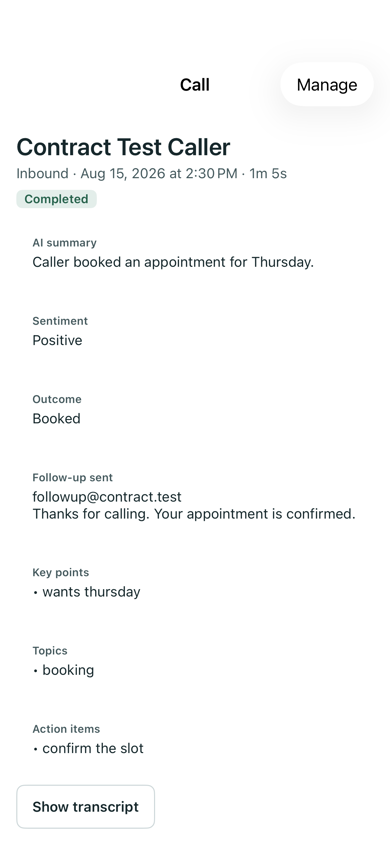 Call
Manage
Contract Test Caller
Inbound · Aug 15, 2026 at 2:30 PM · 1m 5s
Completed
AI summary
Caller booked an appointment for Thursday.
Sentiment
Positive
Outcome
Booked
Follow-up sent
followup@contract.test
Thanks for calling. Your appointment is confirmed.
Key points
• wants thursday
Topics
• booking
Action items
• confirm the slot
Show transcript